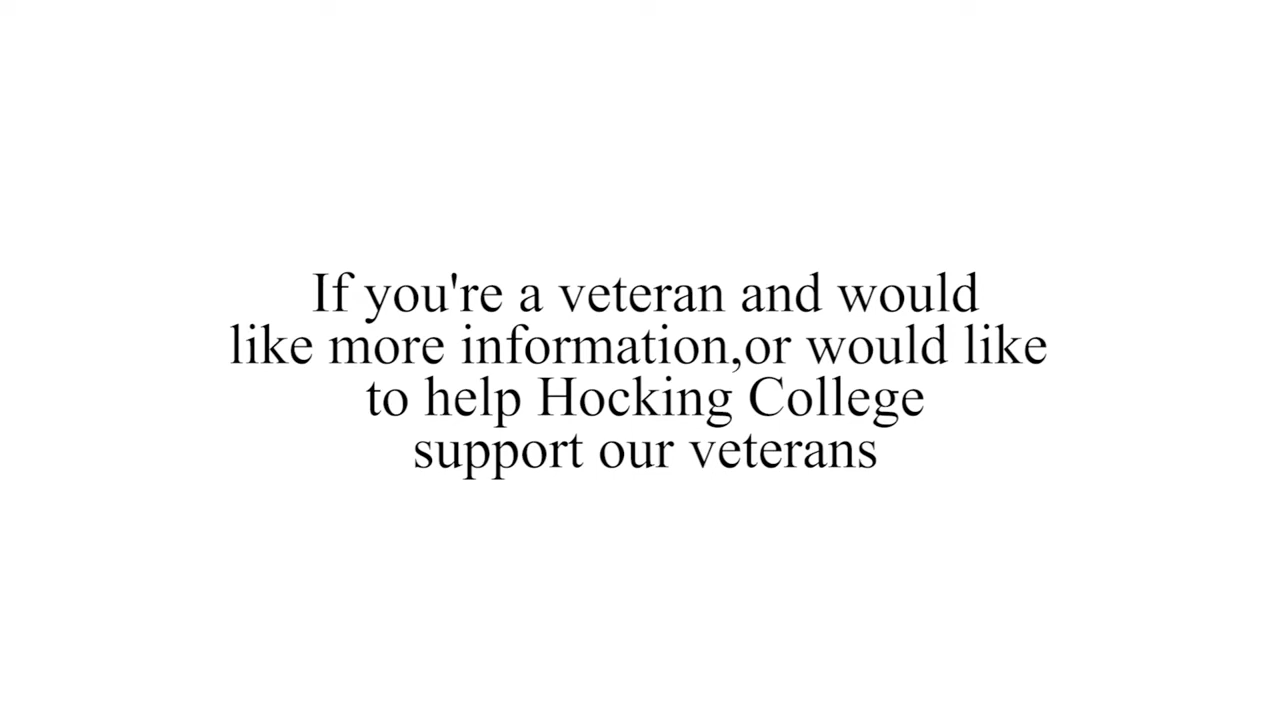 If you're a veteran and would
like more information,or would like
to help Hocking College
support our veterans